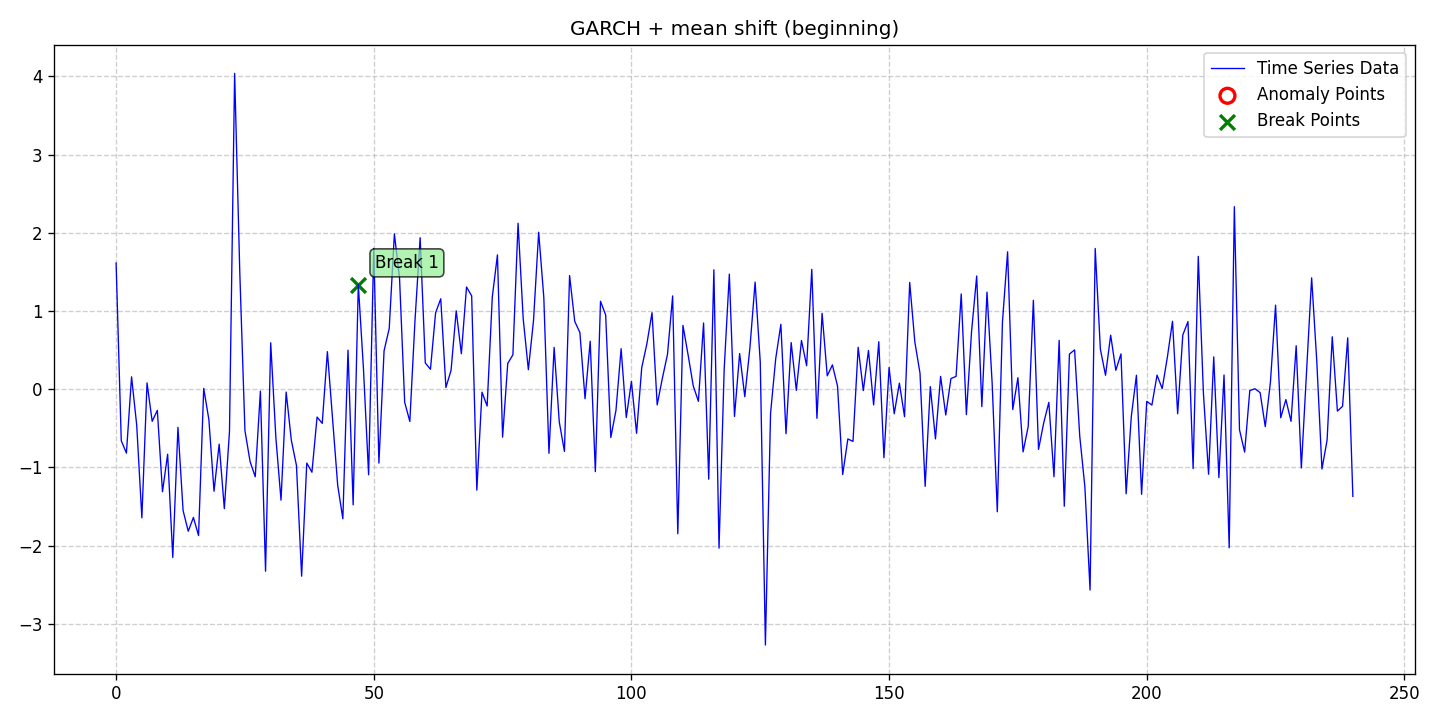 GARCH + mean shift (beginning)
Time Series Data
Anomaly Points
Break Points
Break 1
4
3
2
1
0
−1
−2
−3
0
50
100
150
200
250